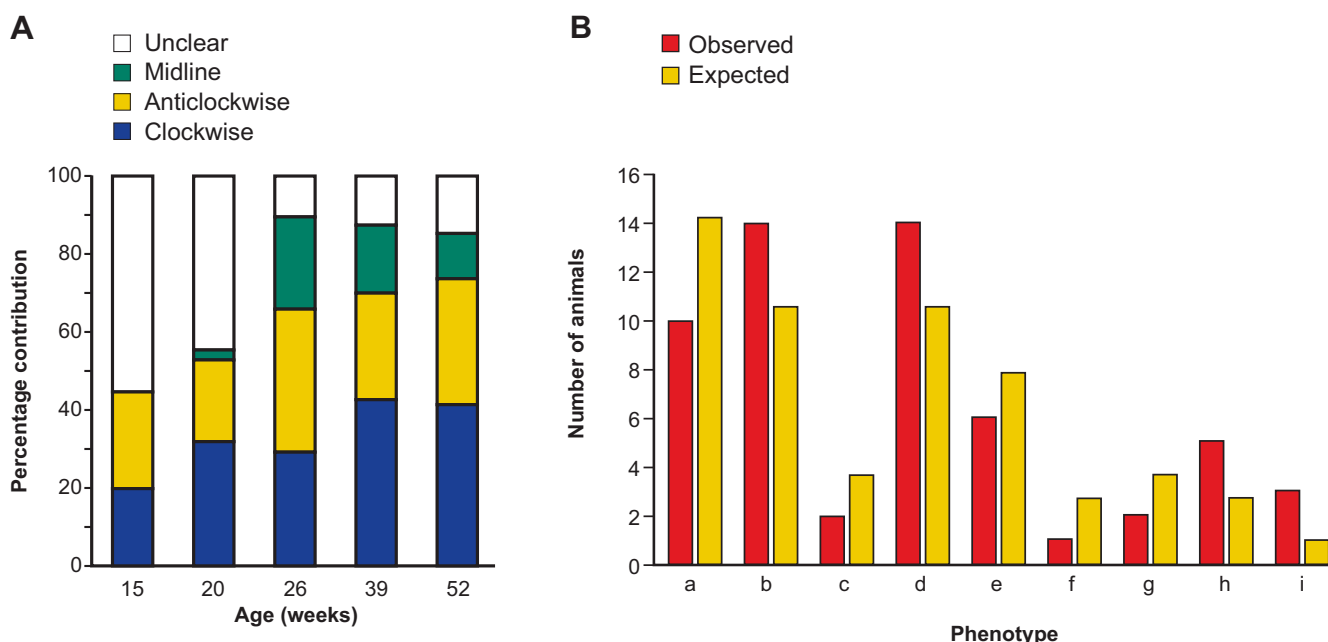 A
Unclear
Midline
Anticlockwise
Clockwise
Percentage contribution
100
80
60
40
20
0
15 20 26 39 52
Age (weeks)
B
Observed
Expected
Number of animals
16
14
12
10
8
6
4
2
0
a b c d e f g h i
Phenotype